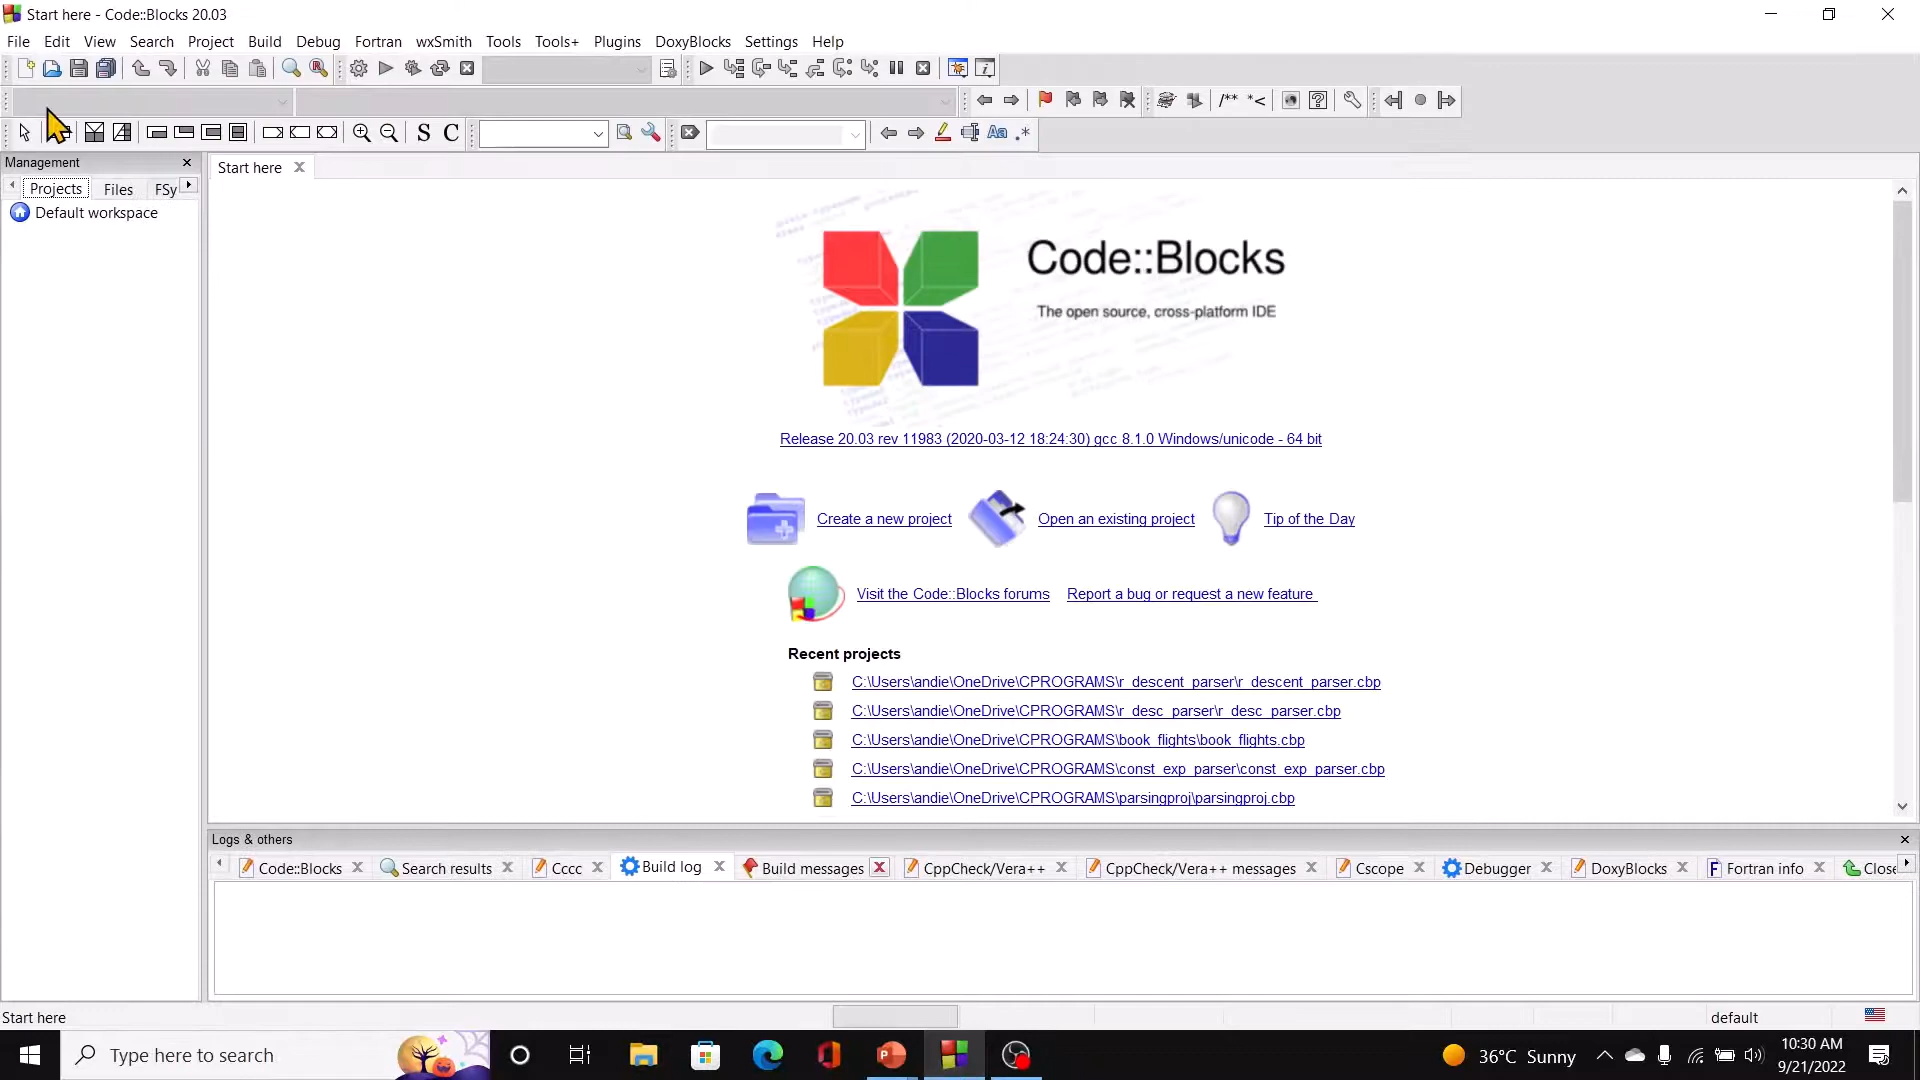 Start here - Code::Blocks 20.03
File Edit View Search Project Build Debug Fortran wxSmith Tools Tools+ Plugins DoxyBlocks Settings Help
/** *<
S C Aa .*
Management
Projects Files FSy
Default workspace
Start here
Code::Blocks
The open source, cross-platform IDE
Release 20.03 rev 11983 (2020-03-12 18:24:30) gcc 8.1.0 Windows/unicode - 64 bit
Create a new project Open an existing project Tip of the Day
Visit the Code::Blocks forums Report a bug or request a new feature
Recent projects
C:\Users\andie\OneDrive\CPROGRAMS\r_descent_parser\r_descent_parser.cbp
C:\Users\andie\OneDrive\CPROGRAMS\r_desc_parser\r_desc_parser.cbp
C:\Users\andie\OneDrive\CPROGRAMS\book_flights\book_flights.cbp
C:\Users\andie\OneDrive\CPROGRAMS\const_exp_parser\const_exp_parser.cbp
C:\Users\andie\OneDrive\CPROGRAMS\parsingproj\parsingproj.cbp
Logs & others
Code::Blocks Search results Cccc Build log Build messages CppCheck/Vera++ CppCheck/Vera++ messages Cscope Debugger DoxyBlocks Fortran info Close
Start here default
Type here to search 36°C Sunny 10:30 AM
9/21/2022